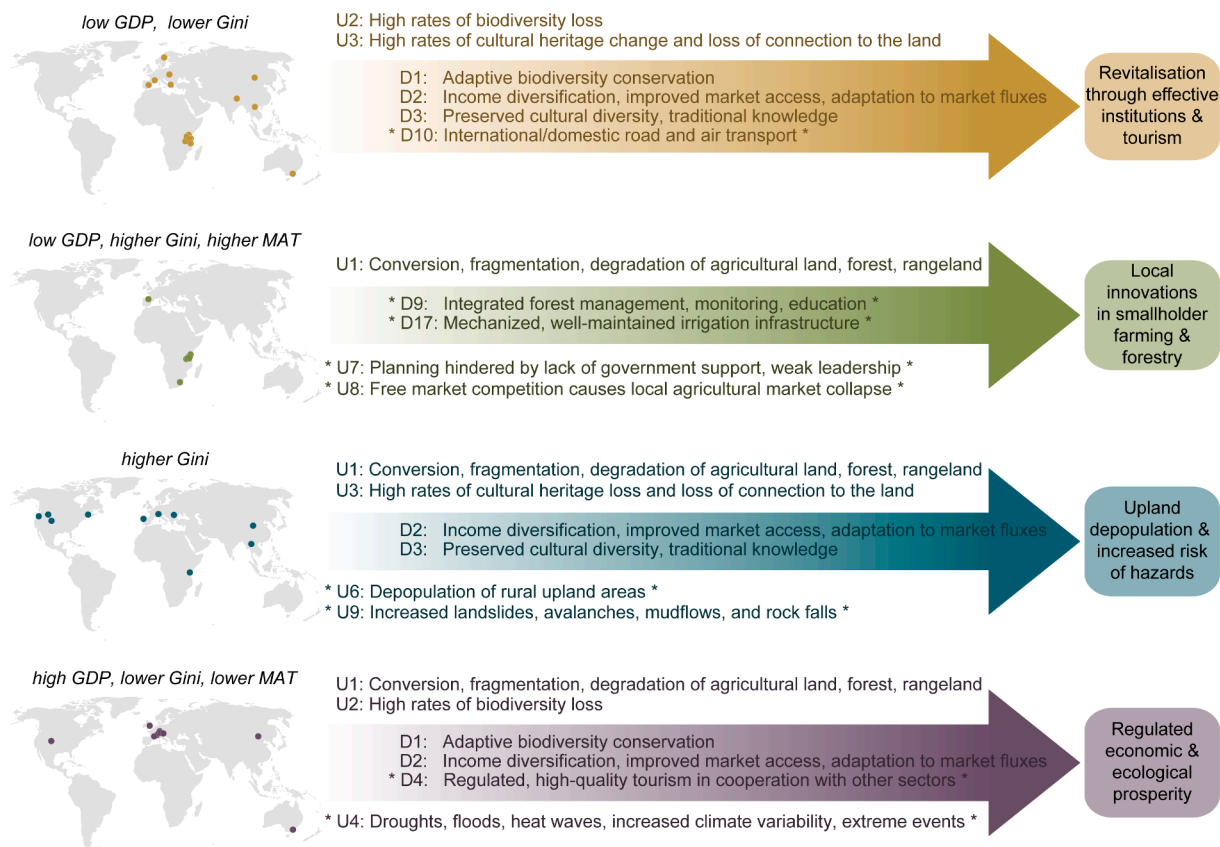 low GDP, lower Gini
U2: High rates of biodiversity loss
U3: High rates of cultural heritage change and loss of connection to the land
D1: Adaptive biodiversity conservation
D2: Income diversification, improved market access, adaptation to market fluxes
D3: Preserved cultural diversity, traditional knowledge
* D10: International/domestic road and air transport *
Revitalisation
through effective
institutions &
tourism
low GDP, higher Gini, higher MAT
U1: Conversion, fragmentation, degradation of agricultural land, forest, rangeland
* D9: Integrated forest management, monitoring, education *
* D17: Mechanized, well-maintained irrigation infrastructure *
* U7: Planning hindered by lack of government support, weak leadership *
* U8: Free market competition causes local agricultural market collapse *
Local
innovations
in smallholder
farming &
forestry
higher Gini
U1: Conversion, fragmentation, degradation of agricultural land, forest, rangeland
U3: High rates of cultural heritage loss and loss of connection to the land
D2: Income diversification, improved market access, adaptation to market fluxes
D3: Preserved cultural diversity, traditional knowledge
* U6: Depopulation of rural upland areas *
* U9: Increased landslides, avalanches, mudflows, and rock falls *
Upland
depopulation &
increased risk
of hazards
high GDP, lower Gini, lower MAT
U1: Conversion, fragmentation, degradation of agricultural land, forest, rangeland
U2: High rates of biodiversity loss
D1: Adaptive biodiversity conservation
D2: Income diversification, improved market access, adaptation to market fluxes
* D4: Regulated, high-quality tourism in cooperation with other sectors *
* U4: Droughts, floods, heat waves, increased climate variability, extreme events *
Regulated
economic &
ecological
prosperity